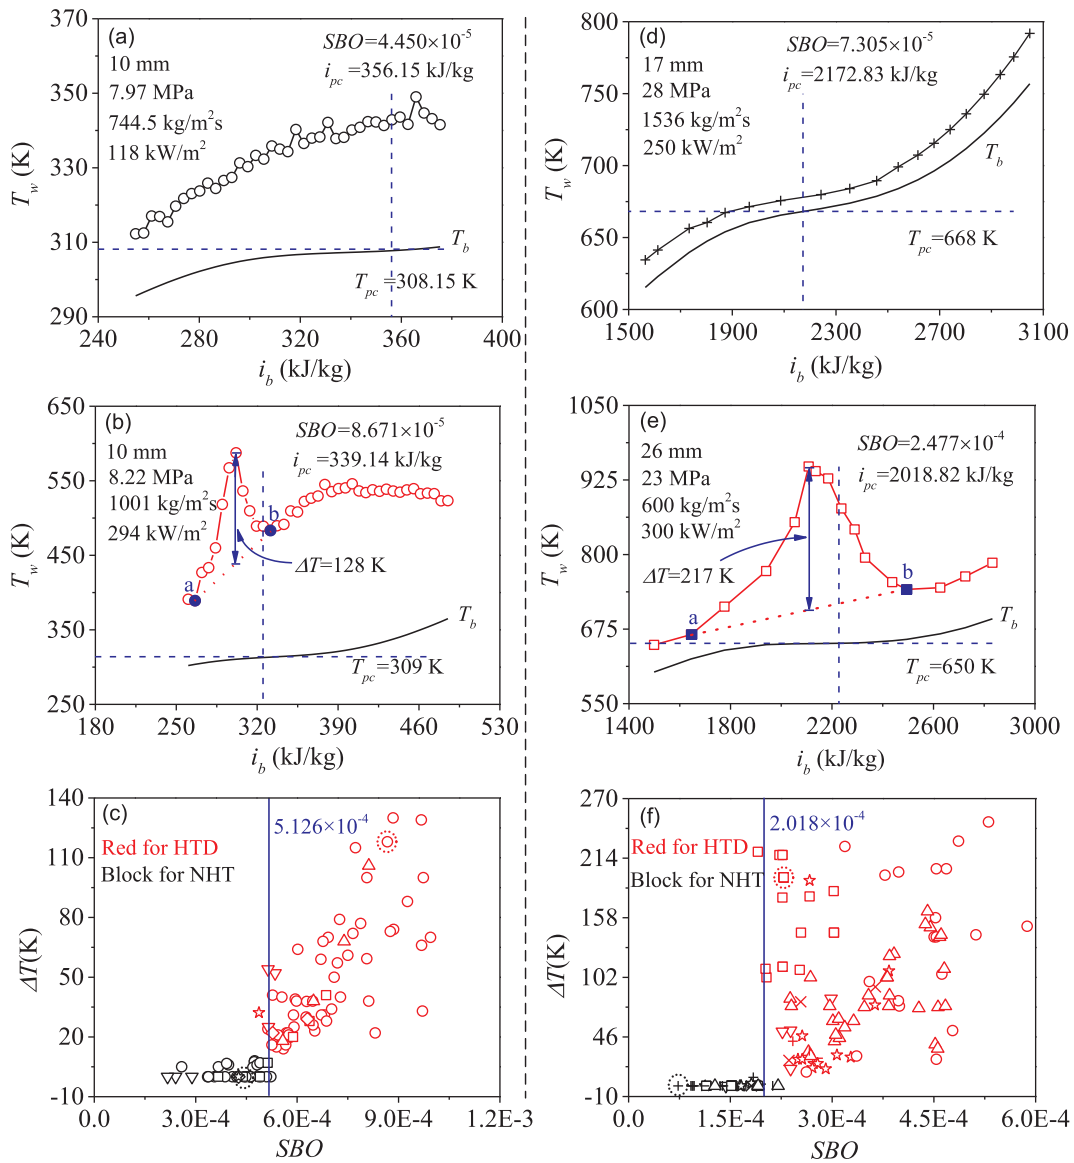 (a)
SBO=4.450×10⁻⁵
i_pc =356.15 kJ/kg
10 mm
7.97 MPa
744.5 kg/m²s
118 kW/m²
T_b
T_pc =308.15 K
370
350
330
310
290
T_w (K)
240
280
320
360
400
i_b (kJ/kg)
(d)
SBO=7.305×10⁻⁵
i_pc=2172.83 kJ/kg
17 mm
28 MPa
1536 kg/m²s
250 kW/m²
T_b
T_pc=668 K
800
750
700
650
600
T_w (K)
1500
1900
2300
2700
3100
i_b (kJ/kg)
(b)
SBO=8.671×10⁻⁵
i_pc=339.14 kJ/kg
10 mm
8.22 MPa
1001 kg/m²s
294 kW/m²
a
b
ΔT=128 K
T_b
T_pc=309 K
650
550
450
350
250
T_w (K)
180
250
320
390
460
530
i_b (kJ/kg)
(e)
SBO=2.477×10⁻⁴
i_pc=2018.82 kJ/kg
26 mm
23 MPa
600 kg/m²s
300 kW/m²
ΔT=217 K
a
b
T_b
T_pc=650 K
1050
925
800
675
550
T_w (K)
1400
1800
2200
2600
3000
i_b (kJ/kg)
(c)
5.126×10⁻⁴
Red for HTD
Block for NHT
140
110
80
50
20
-10
ΔT(K)
0.0
3.0E-4
6.0E-4
9.0E-4
1.2E-3
SBO
(f)
2.018×10⁻⁴
Red for HTD
Block for NHT
270
214
158
102
46
-10
ΔT(K)
0.0
1.5E-4
3.0E-4
4.5E-4
6.0E-4
SBO